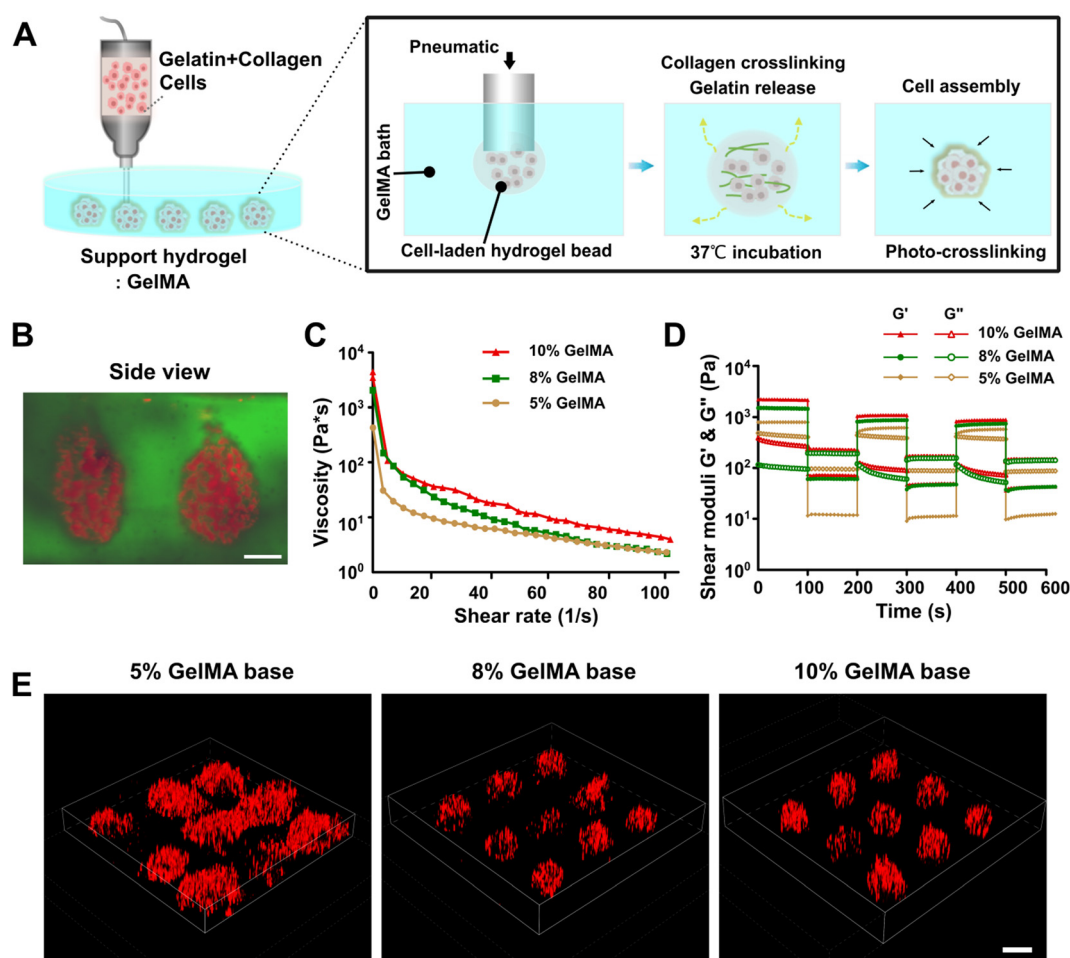 A
Gelatin+Collagen
Cells
Support hydrogel
: GelMA
Pneumatic
GelMA bath
Cell-laden hydrogel bead
Collagen crosslinking
Gelatin release
37℃ incubation
Cell assembly
Photo-crosslinking
B
Side view
C
10% GelMA
8% GelMA
5% GelMA
Viscosity (Pa*s)
10⁴
10³
10²
10¹
10⁰
0 20 40 60 80 100
Shear rate (1/s)
D
G' G"
10% GelMA
8% GelMA
5% GelMA
Shear moduli G' & G" (Pa)
10⁴
10³
10²
10¹
10⁰
0 100 200 300 400 500 600
Time (s)
E
5% GelMA base
8% GelMA base
10% GelMA base